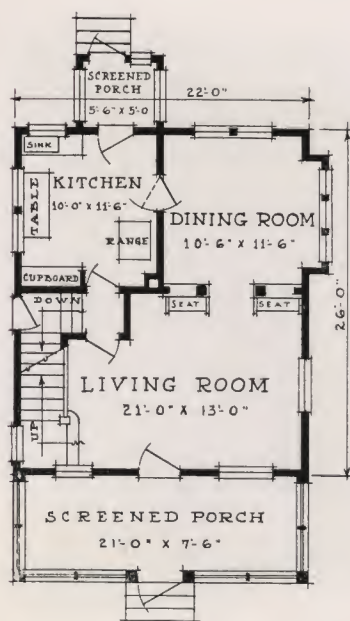 SCREENED
PORCH
5'-6" X 5'-0
22'-0"
SINK
KITCHEN
10'-0" X 11'-6"
TABLE
RANGE
DINING ROOM
10'-6" X 11'-6"
CUPBOARD
DOWN
SEAT
SEAT
26'-0"
LIVING ROOM
21'-0" X 13'-0"
UP
SCREENED PORCH
21'-0" X 7'-6"